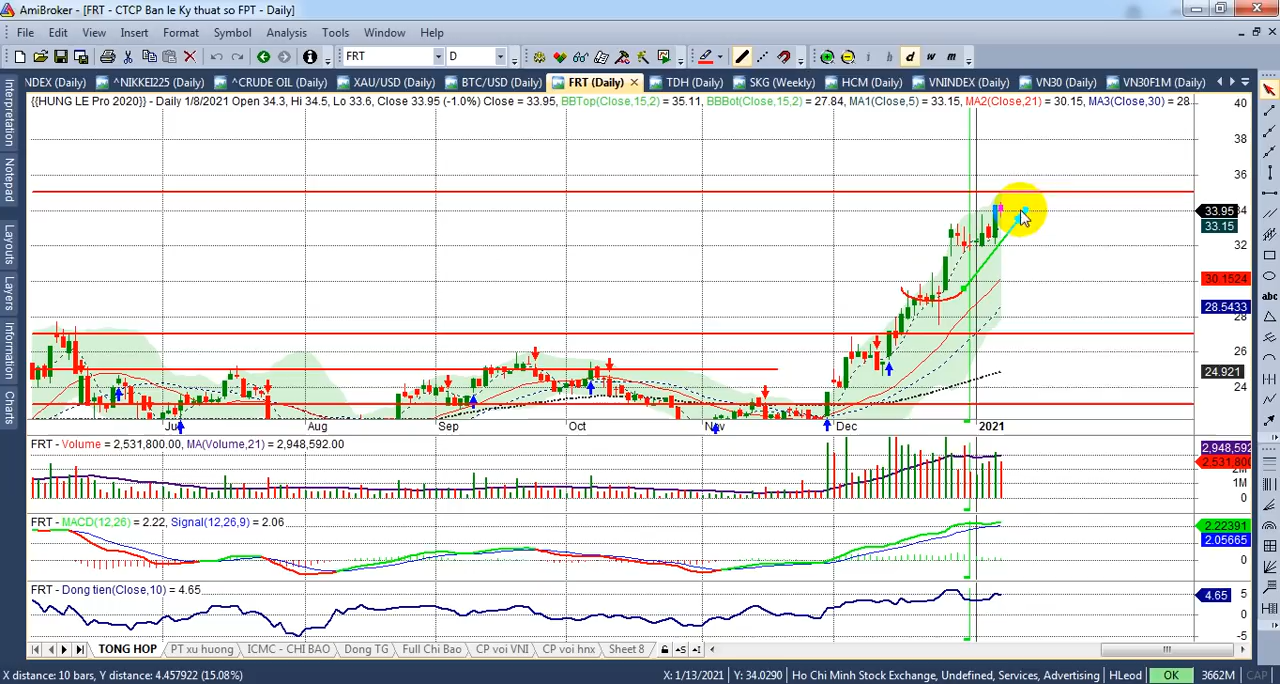 AmiBroker - [FRT - CTCP Ban le Ky thuat so FPT - Daily]
File Edit View Insert Format Symbol Analysis Tools Window Help
FRT D i h d w m
NDEX (Daily) ^NIKKEI225 (Daily) ^CRUDE OIL (Daily) XAU/USD (Daily) BTC/USD (Daily) FRT (Daily) TDH (Daily) SKG (Weekly) HCM (Daily) VNINDEX (Daily) VN30 (Daily) VN30F1M (Daily)
{{HUNG LE Pro 2020}} - Daily 1/8/2021 Open 34.3, Hi 34.5, Lo 33.6, Close 33.95 (-1.0%) Close = 33.95, BBTop(Close,15,2) = 35.11, BBBot(Close,15,2) = 27.84, MA1(Close,5) = 33.15, MA2(Close,21) = 30.15, MA3(Close,30) = 28
Interpretation
Notepad
Layouts
Layers
Information
Charts
40
38
36
33.95 34
33.15
32
30.1524
28.5433 28
26
24.921
24
abc
Jul Aug Sep Oct Nov Dec 2021
FRT - Volume = 2,531,800.00, MA(Volume,21) = 2,948,592.00
2,948,592
2,531,800
2M
1M
0
FRT - MACD(12,26) = 2.22, Signal(12,26,9) = 2.06
2.22391
2.05665
0
FRT - Dong tien(Close,10) = 4.65
5
4.65
0
-5
TONG HOP PT xu huong ICMC - CHI BAO Dong TG Full Chi Bao CP voi VNI CP voi hnx Sheet 8
X distance: 10 bars, Y distance: 4.457922 (15.08%) X: 1/13/2021 Y: 34.0290 Ho Chi Minh Stock Exchange, Undefined, Services, Advertising HLeod OK 3662M CAP